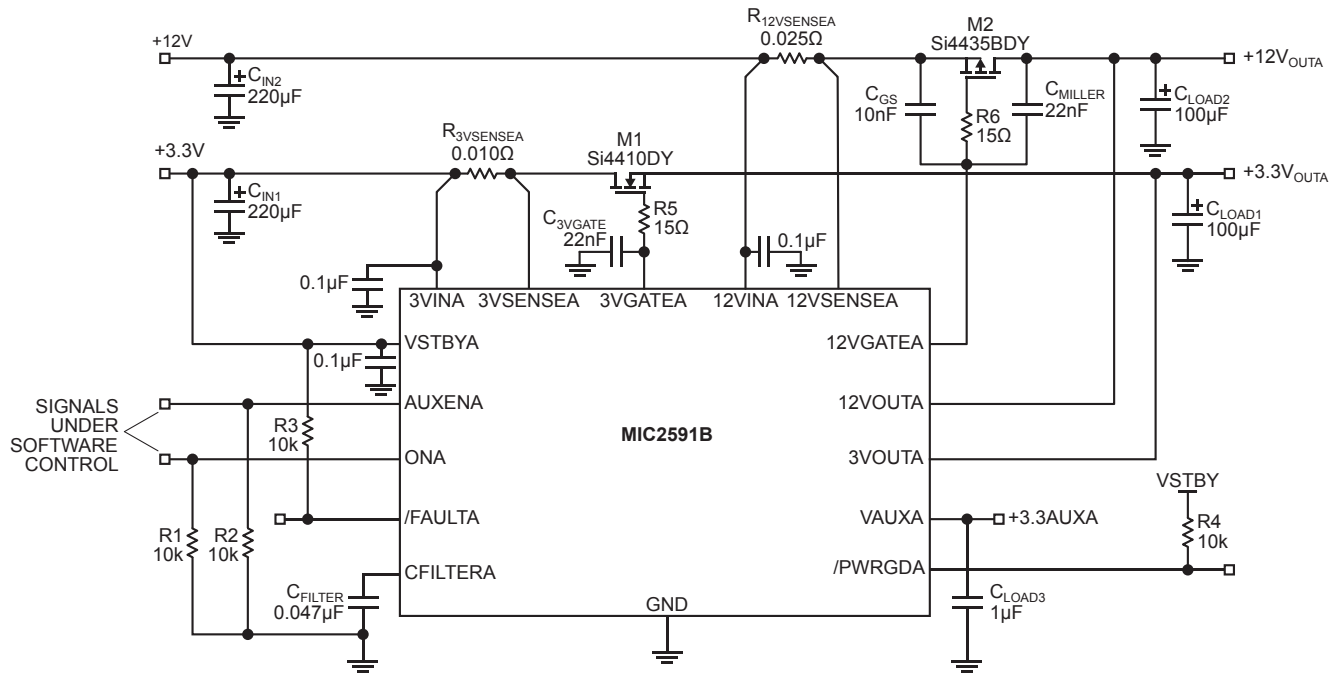 R12VSENSEA
0.025Ω
M2
Si4435BDY
+12V
+12VOUTA
+ CIN2
220µF
CGS
10nF
R6
15Ω
CMILLER
22nF
+
CLOAD2
100µF
+3.3V
R3VSENSEA
0.010Ω
M1
Si4410DY
+3.3VOUTA
+ CIN1
220µF
C3VGATE
22nF
R5
15Ω
0.1µF
+
CLOAD1
100µF
0.1µF
3VINA 3VSENSEA 3VGATEA 12VINA 12VSENSEA
VSTBYA
0.1µF
12VGATEA
SIGNALS
UNDER
SOFTWARE
CONTROL
AUXENA
12VOUTA
R3
10k
MIC2591B
ONA
3VOUTA
VSTBY
/FAULTA
VAUXA
+3.3AUXA
R4
10k
R1
10k
R2
10k
/PWRGDA
CFILTERA
CFILTER
0.047µF
GND
CLOAD3
1µF